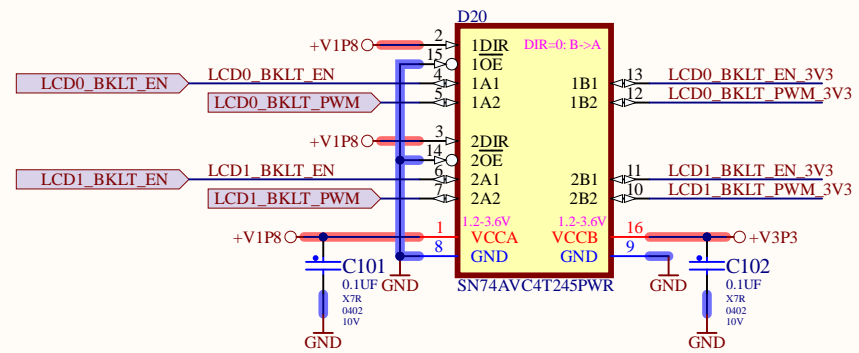 D20
+V1P8 2 1DIR DIR=0: B->A
15 1OE
LCD0_BKLT_EN LCD0_BKLT_EN 4 1A1 1B1 13 LCD0_BKLT_EN_3V3
LCD0_BKLT_PWM 5 1A2 1B2 12 LCD0_BKLT_PWM_3V3
+V1P8 3 2DIR
14 2OE
LCD1_BKLT_EN LCD1_BKLT_EN 6 2A1 2B1 11 LCD1_BKLT_EN_3V3
LCD1_BKLT_PWM 7 2A2 2B2 10 LCD1_BKLT_PWM_3V3
1.2-3.6V 1.2-3.6V
+V1P8 1 VCCA VCCB 16 +V3P3
8 GND GND 9
C101 GND SN74AVC4T245PWR GND C102
0.1UF 0.1UF
X7R X7R
0402 0402
10V 10V
GND GND